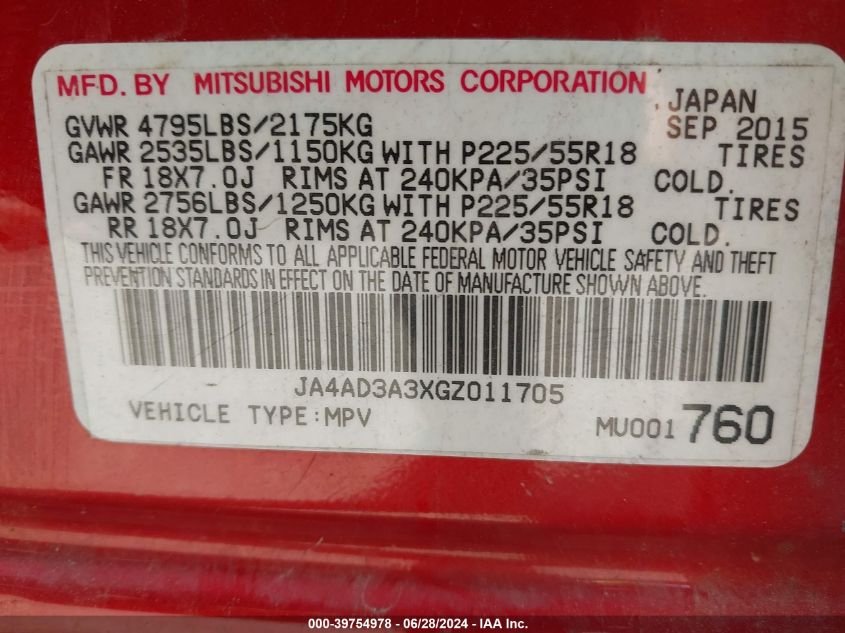 MFD. BY MITSUBISHI MOTORS CORPORATION
JAPAN
GVWR 4795LBS/2175KG SEP 2015
GAWR 2535LBS/1150KG WITH P225/55R18 TIRES
FR 18X7.0J RIMS AT 240KPA/35PSI COLD.
GAWR 2756LBS/1250KG WITH P225/55R18 TIRES
RR 18X7.0J RIMS AT 240KPA/35PSI COLD.
THIS VEHICLE CONFORMS TO ALL APPLICABLE FEDERAL MOTOR VEHICLE SAFETY AND THEFT
PREVENTION STANDARDS IN EFFECT ON THE DATE OF MANUFACTURE SHOWN ABOVE.
JA4AD3A3XGZ011705
VEHICLE TYPE:MPV MU001760
000-39754978 / 06/28/2024 - Copyright © IAA, Inc.